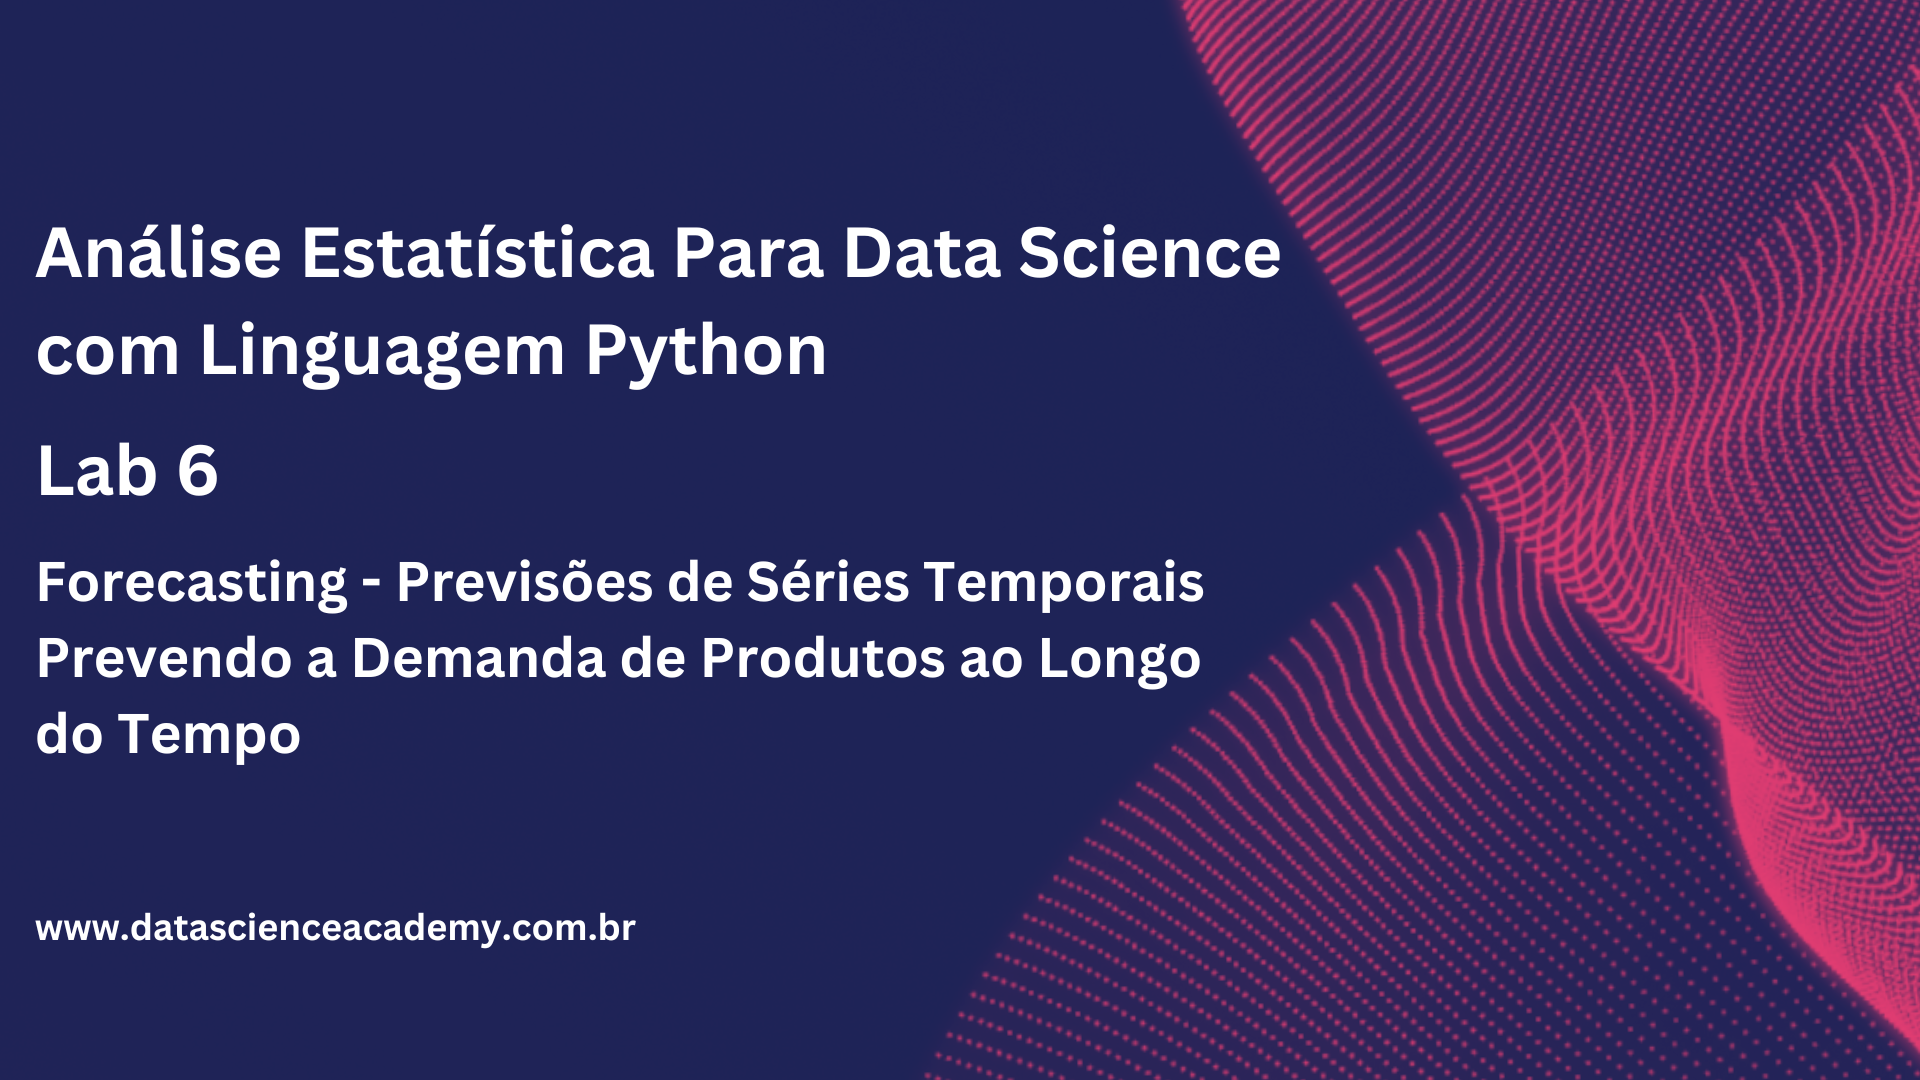 Análise Estatística Para Data Science
com Linguagem Python
Lab 6
Forecasting - Previsões de Séries Temporais
Prevendo a Demanda de Produtos ao Longo
do Tempo
www.datascienceacademy.com.br